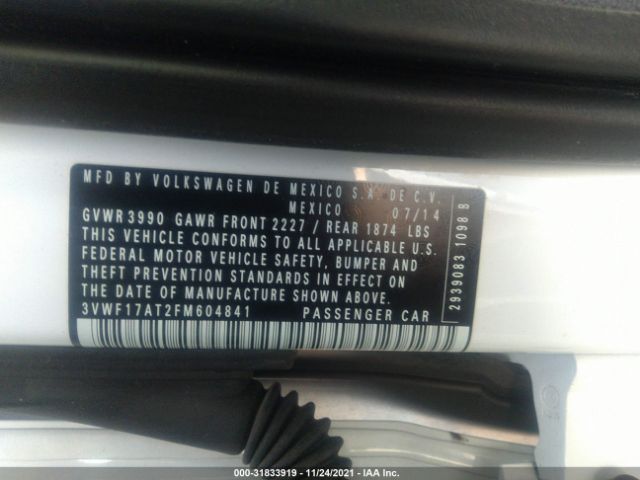 MFD BY VOLKSWAGEN DE MEXICO S.A. DE C.V.
MEXICO 07/14
GVWR 3990 GAWR FRONT 2227 / REAR 1874 LBS
THIS VEHICLE CONFORMS TO ALL APPLICABLE U.S.
FEDERAL MOTOR VEHICLE SAFETY, BUMPER AND
THEFT PREVENTION STANDARDS IN EFFECT ON
THE DATE OF MANUFACTURE SHOWN ABOVE.
3VWF17AT2FM604841 PASSENGER CAR
2939083 1098 B
000-31833919 - 11/24/2021 - IAA Inc.